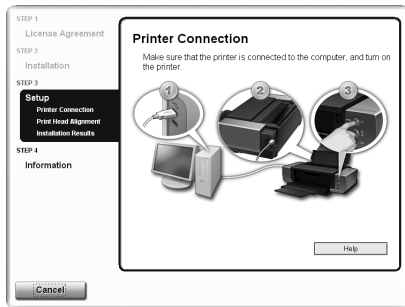 STEP 1
License Agreement
STEP 2
Installation
STEP 3
Setup
Printer Connection
Print Head Alignment
Installation Results
STEP 4
Information
Cancel
Printer Connection
Make sure that the printer is connected to the computer, and turn on
the printer.
1
2
3
Help